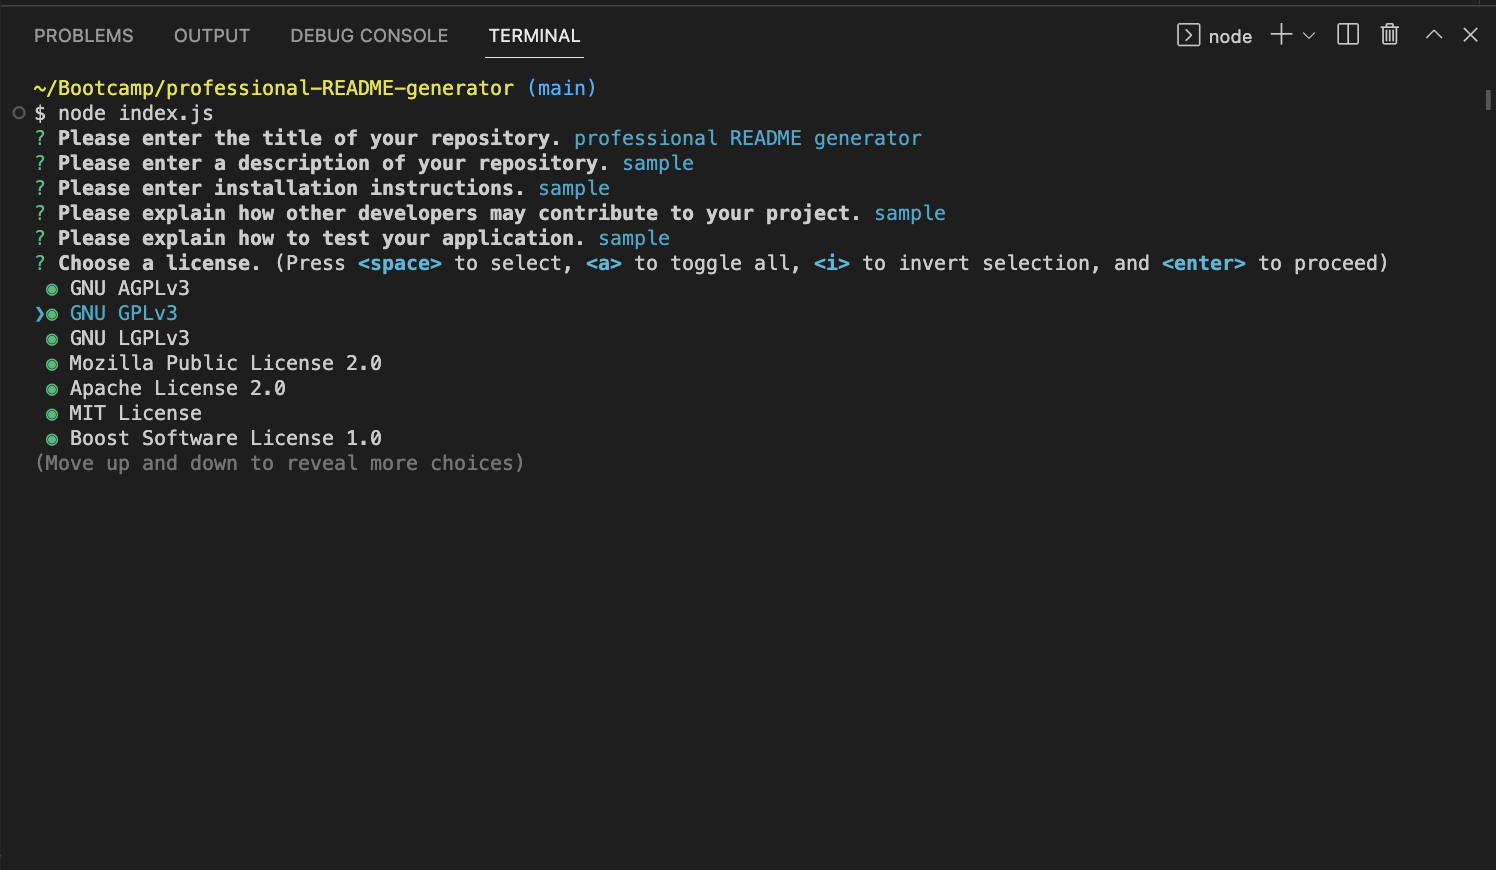 PROBLEMS OUTPUT DEBUG CONSOLE TERMINAL node
~/Bootcamp/professional-README-generator (main)
$ node index.js
? Please enter the title of your repository. professional README generator
? Please enter a description of your repository. sample
? Please enter installation instructions. sample
? Please explain how other developers may contribute to your project. sample
? Please explain how to test your application. sample
? Choose a license. (Press <space> to select, <a> to toggle all, <i> to invert selection, and <enter> to proceed)
◉ GNU AGPLv3
❯◉ GNU GPLv3
◉ GNU LGPLv3
◉ Mozilla Public License 2.0
◉ Apache License 2.0
◉ MIT License
◉ Boost Software License 1.0
(Move up and down to reveal more choices)